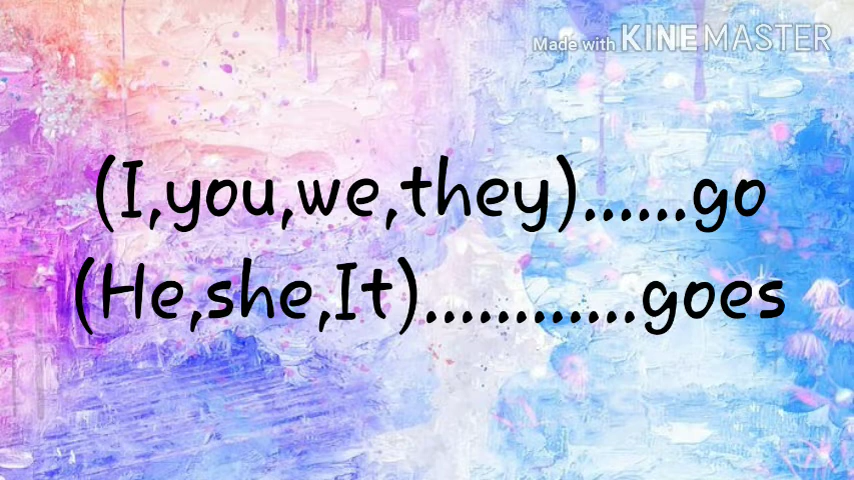 Made with KINEMASTER
(I,you,we,they)......go
(He,she,It)............goes